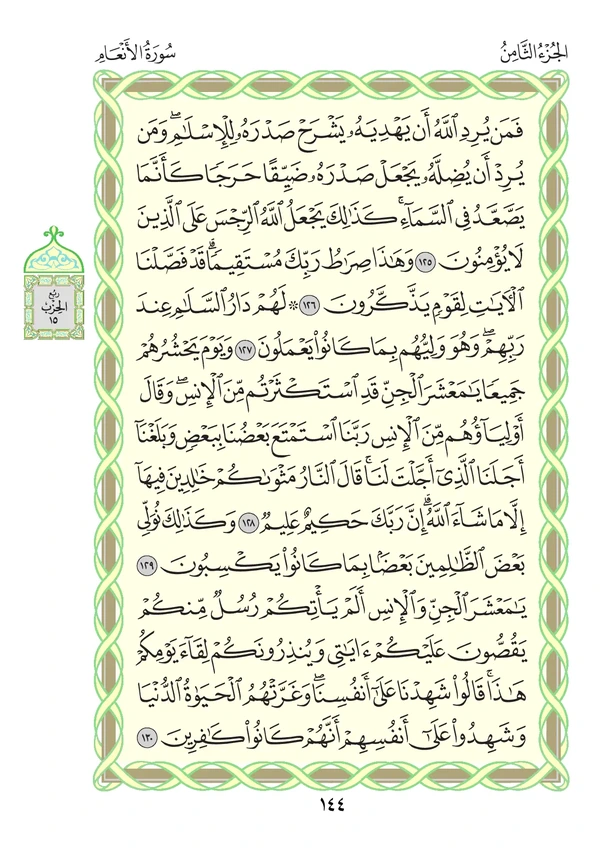 الجُزْءُ الثَّامِنُ
سُورَةُ الأَنْعَامِ
فَمَن يُرِدِ ٱللَّهُ أَن يَهْدِيَهُۥ يَشْرَحْ صَدْرَهُۥ لِلْإِسْلَٰمِ ۖ وَمَن
يُرِدْ أَن يُضِلَّهُۥ يَجْعَلْ صَدْرَهُۥ ضَيِّقًا حَرَجًا كَأَنَّمَا
يَصَّعَّدُ فِى ٱلسَّمَآءِ ۚ كَذَٰلِكَ يَجْعَلُ ٱللَّهُ ٱلرِّجْسَ عَلَى ٱلَّذِينَ
لَا يُؤْمِنُونَ ١٢٥ وَهَٰذَا صِرَٰطُ رَبِّكَ مُسْتَقِيمًا ۗ قَدْ فَصَّلْنَا
ٱلْـَٔايَٰتِ لِقَوْمٍ يَذَّكَّرُونَ ١٢٦ ۞ لَهُمْ دَارُ ٱلسَّلَٰمِ عِندَ
رَبِّهِمْ ۖ وَهُوَ وَلِيُّهُم بِمَا كَانُوا۟ يَعْمَلُونَ ١٢٧ وَيَوْمَ يَحْشُرُهُمْ
جَمِيعًا يَٰمَعْشَرَ ٱلْجِنِّ قَدِ ٱسْتَكْثَرْتُم مِّنَ ٱلْإِنسِ ۖ وَقَالَ
أَوْلِيَآؤُهُم مِّنَ ٱلْإِنسِ رَبَّنَا ٱسْتَمْتَعَ بَعْضُنَا بِبَعْضٍ وَبَلَغْنَآ
أَجَلَنَا ٱلَّذِىٓ أَجَّلْتَ لَنَا ۚ قَالَ ٱلنَّارُ مَثْوَىٰكُمْ خَٰلِدِينَ فِيهَآ
إِلَّا مَا شَآءَ ٱللَّهُ ۗ إِنَّ رَبَّكَ حَكِيمٌ عَلِيمٌ ١٢٨ وَكَذَٰلِكَ نُوَلِّى
بَعْضَ ٱلظَّٰلِمِينَ بَعْضًۢا بِمَا كَانُوا۟ يَكْسِبُونَ ١٢٩
يَٰمَعْشَرَ ٱلْجِنِّ وَٱلْإِنسِ أَلَمْ يَأْتِكُمْ رُسُلٌ مِّنكُمْ
يَقُصُّونَ عَلَيْكُمْ ءَايَٰتِى وَيُنذِرُونَكُمْ لِقَآءَ يَوْمِكُمْ
هَٰذَا ۚ قَالُوا۟ شَهِدْنَا عَلَىٰٓ أَنفُسِنَا ۖ وَغَرَّتْهُمُ ٱلْحَيَوٰةُ ٱلدُّنْيَا
وَشَهِدُوا۟ عَلَىٰٓ أَنفُسِهِمْ أَنَّهُمْ كَانُوا۟ كَٰفِرِينَ ١٣٠
ربع
الحزب
١٥
١٤٤